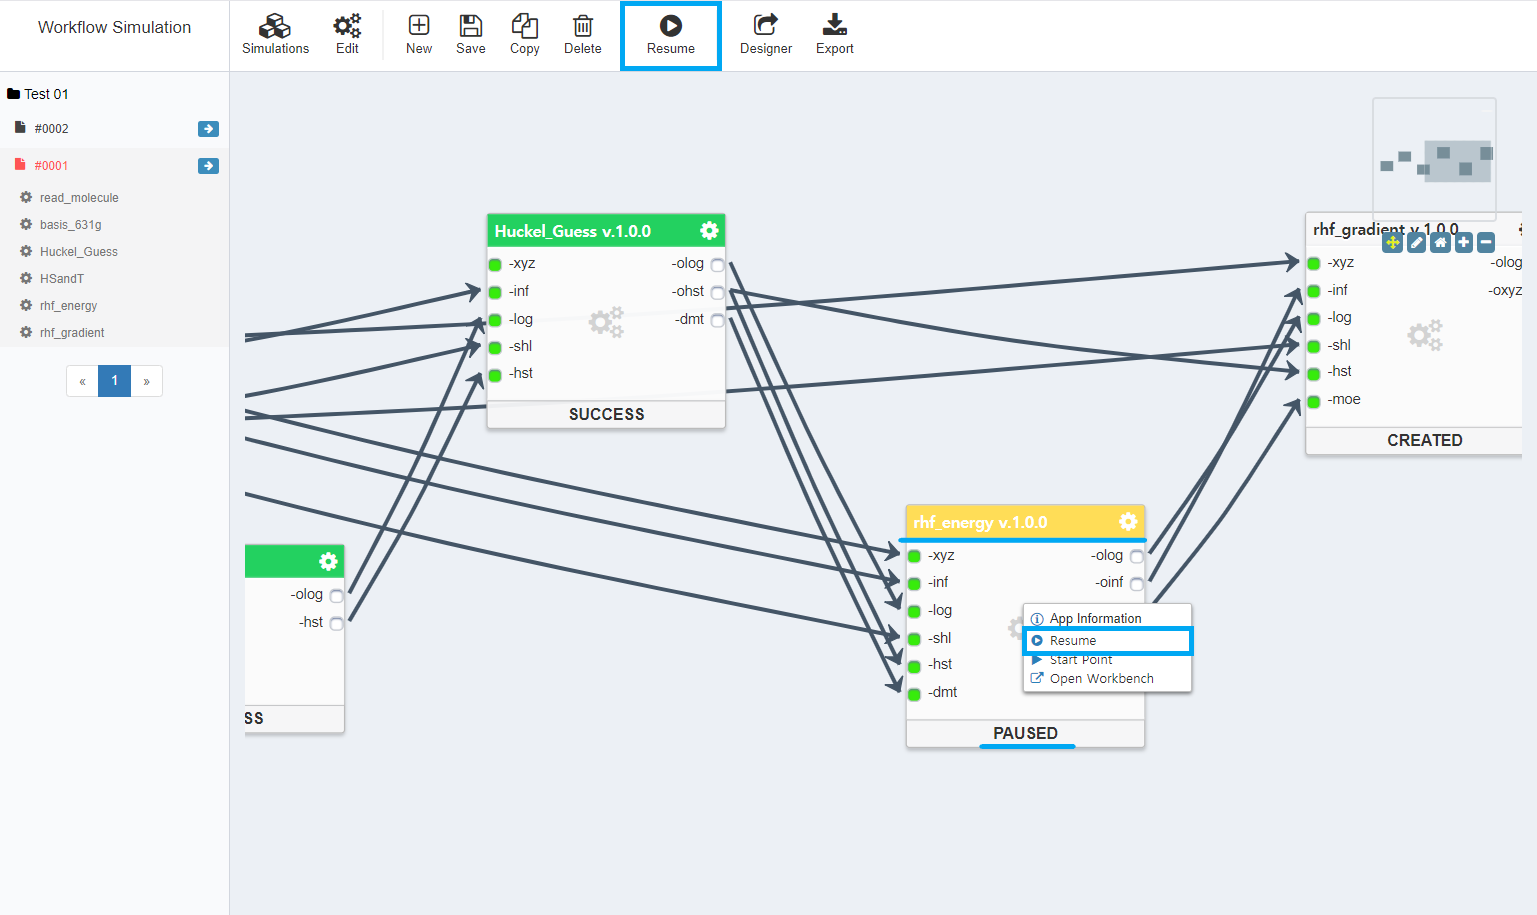 Workflow Simulation
Simulations
Edit
New
Save
Copy
Delete
Resume
Designer
Export
Test 01
#0002
#0001
read_molecule
basis_631g
Huckel_Guess
HSandT
rhf_energy
rhf_gradient
« 1 »
Huckel_Guess v.1.0.0
-xyz -olog
-inf -ohst
-log -dmt
-shl
-hst
SUCCESS
rhf_gradient v.1.0.0
-xyz -olog
-inf -oxyz
-log
-shl
-hst
-moe
CREATED
-olog
-hst
SS
rhf_energy v.1.0.0
-xyz -olog
-inf -oinf
-log
-shl
-hst
-dmt
PAUSED
App Information
Resume
Start Point
Open Workbench